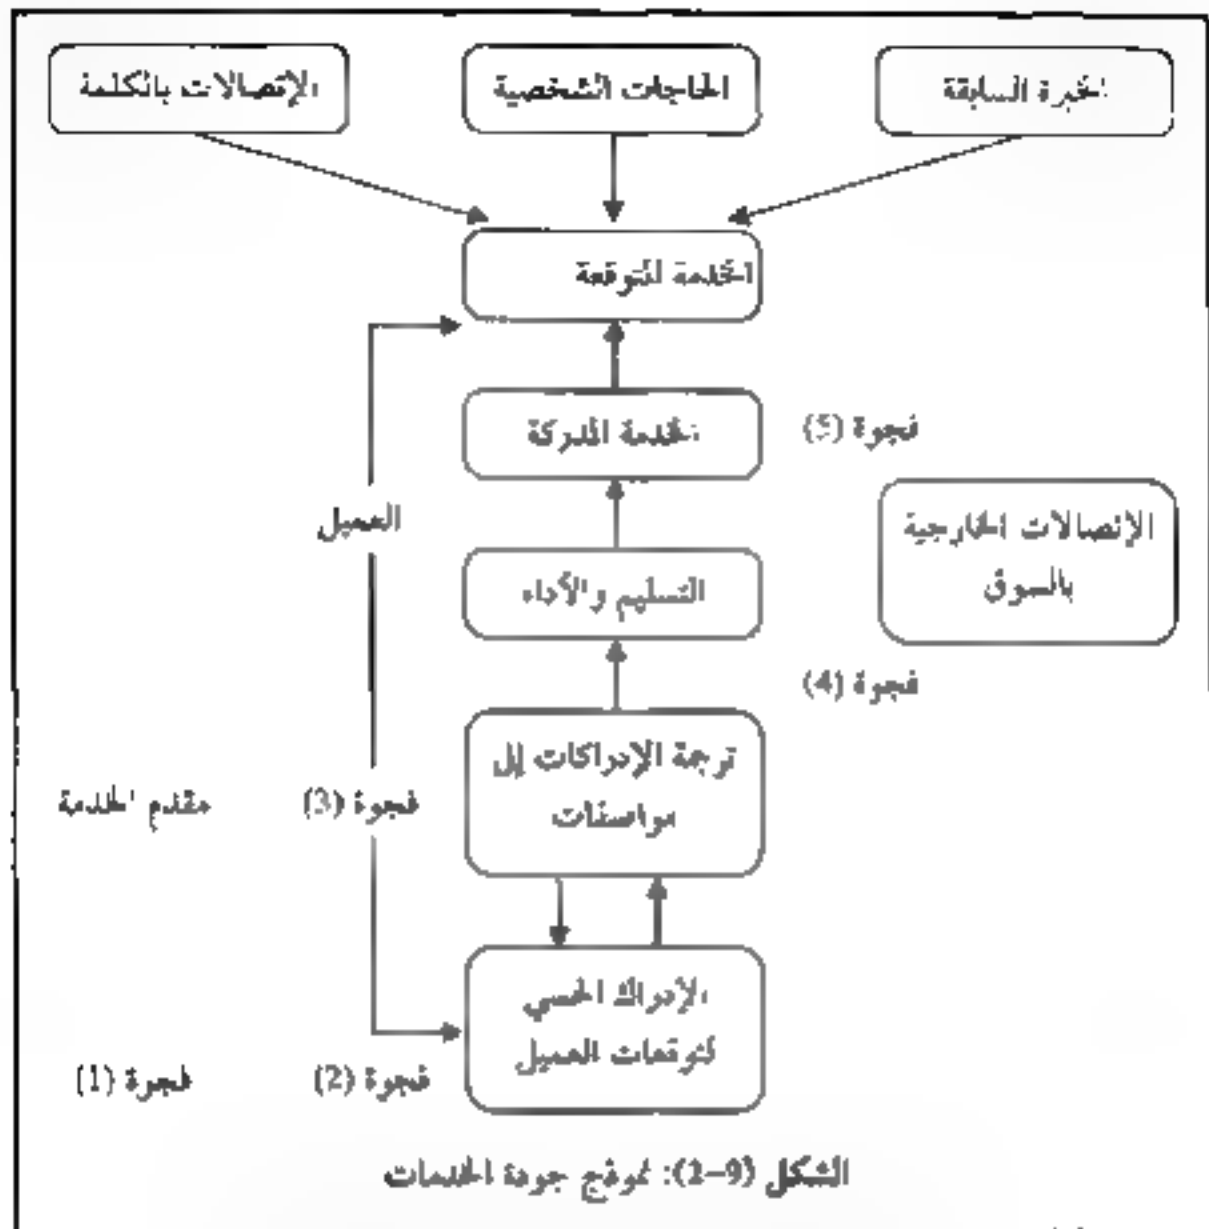 الخبرة السابقة
الحاجات الشخصية
الإتصالات بالكلمة
الخدمة المتوقعة
الخدمة المدركة
فجوة (5)
العميل
الإتصالات الخارجية
بالسوق
التسليم والأداء
فجوة (4)
ترجمة الإدراكات إلى
مواصفات
فجوة (3)
مقدم الخدمة
الإدراك الحسي
لتوقعات العميل
فجوة (2)
فجوة (1)
الشكل (9-2): نموذج جودة الخدمات